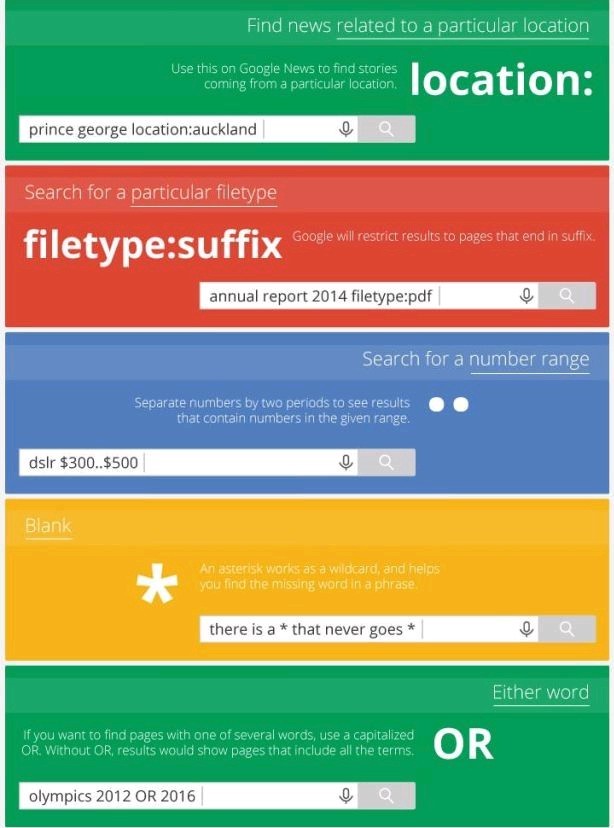 Find news related to a particular location
Use this on Google News to find stories
coming from a particular location.
location:
prince george location:auckland
Search for a particular filetype
filetype:suffix
Google will restrict results to pages that end in suffix.
annual report 2014 filetype:pdf
Search for a number range
Separate numbers by two periods to see results
that contain numbers in the given range.
..
dslr $300..$500
Blank
*
An asterisk works as a wildcard, and helps
you find the missing word in a phrase.
there is a * that never goes *
Either word
If you want to find pages with one of several words, use a capitalized
OR. Without OR, results would show pages that include all the terms.
OR
olympics 2012 OR 2016